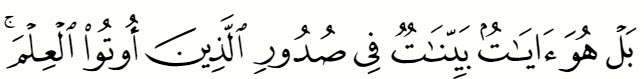 بَلۡ هُوَ ءَايَٰتُۢ بَيِّنَٰتٞ فِي صُدُورِ ٱلَّذِينَ أُوتُواْ ٱلۡعِلۡمَۚ